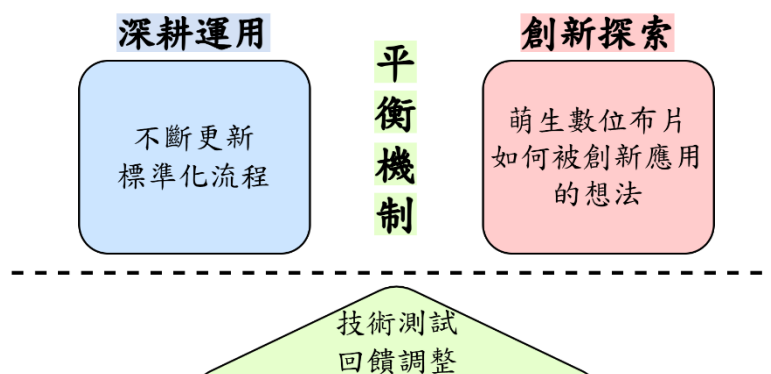 深耕運用
不斷更新
標準化流程
平
衡
機
制
創新探索
萌生數位布片
如何被創新應用
的想法
技術測試
回饋調整